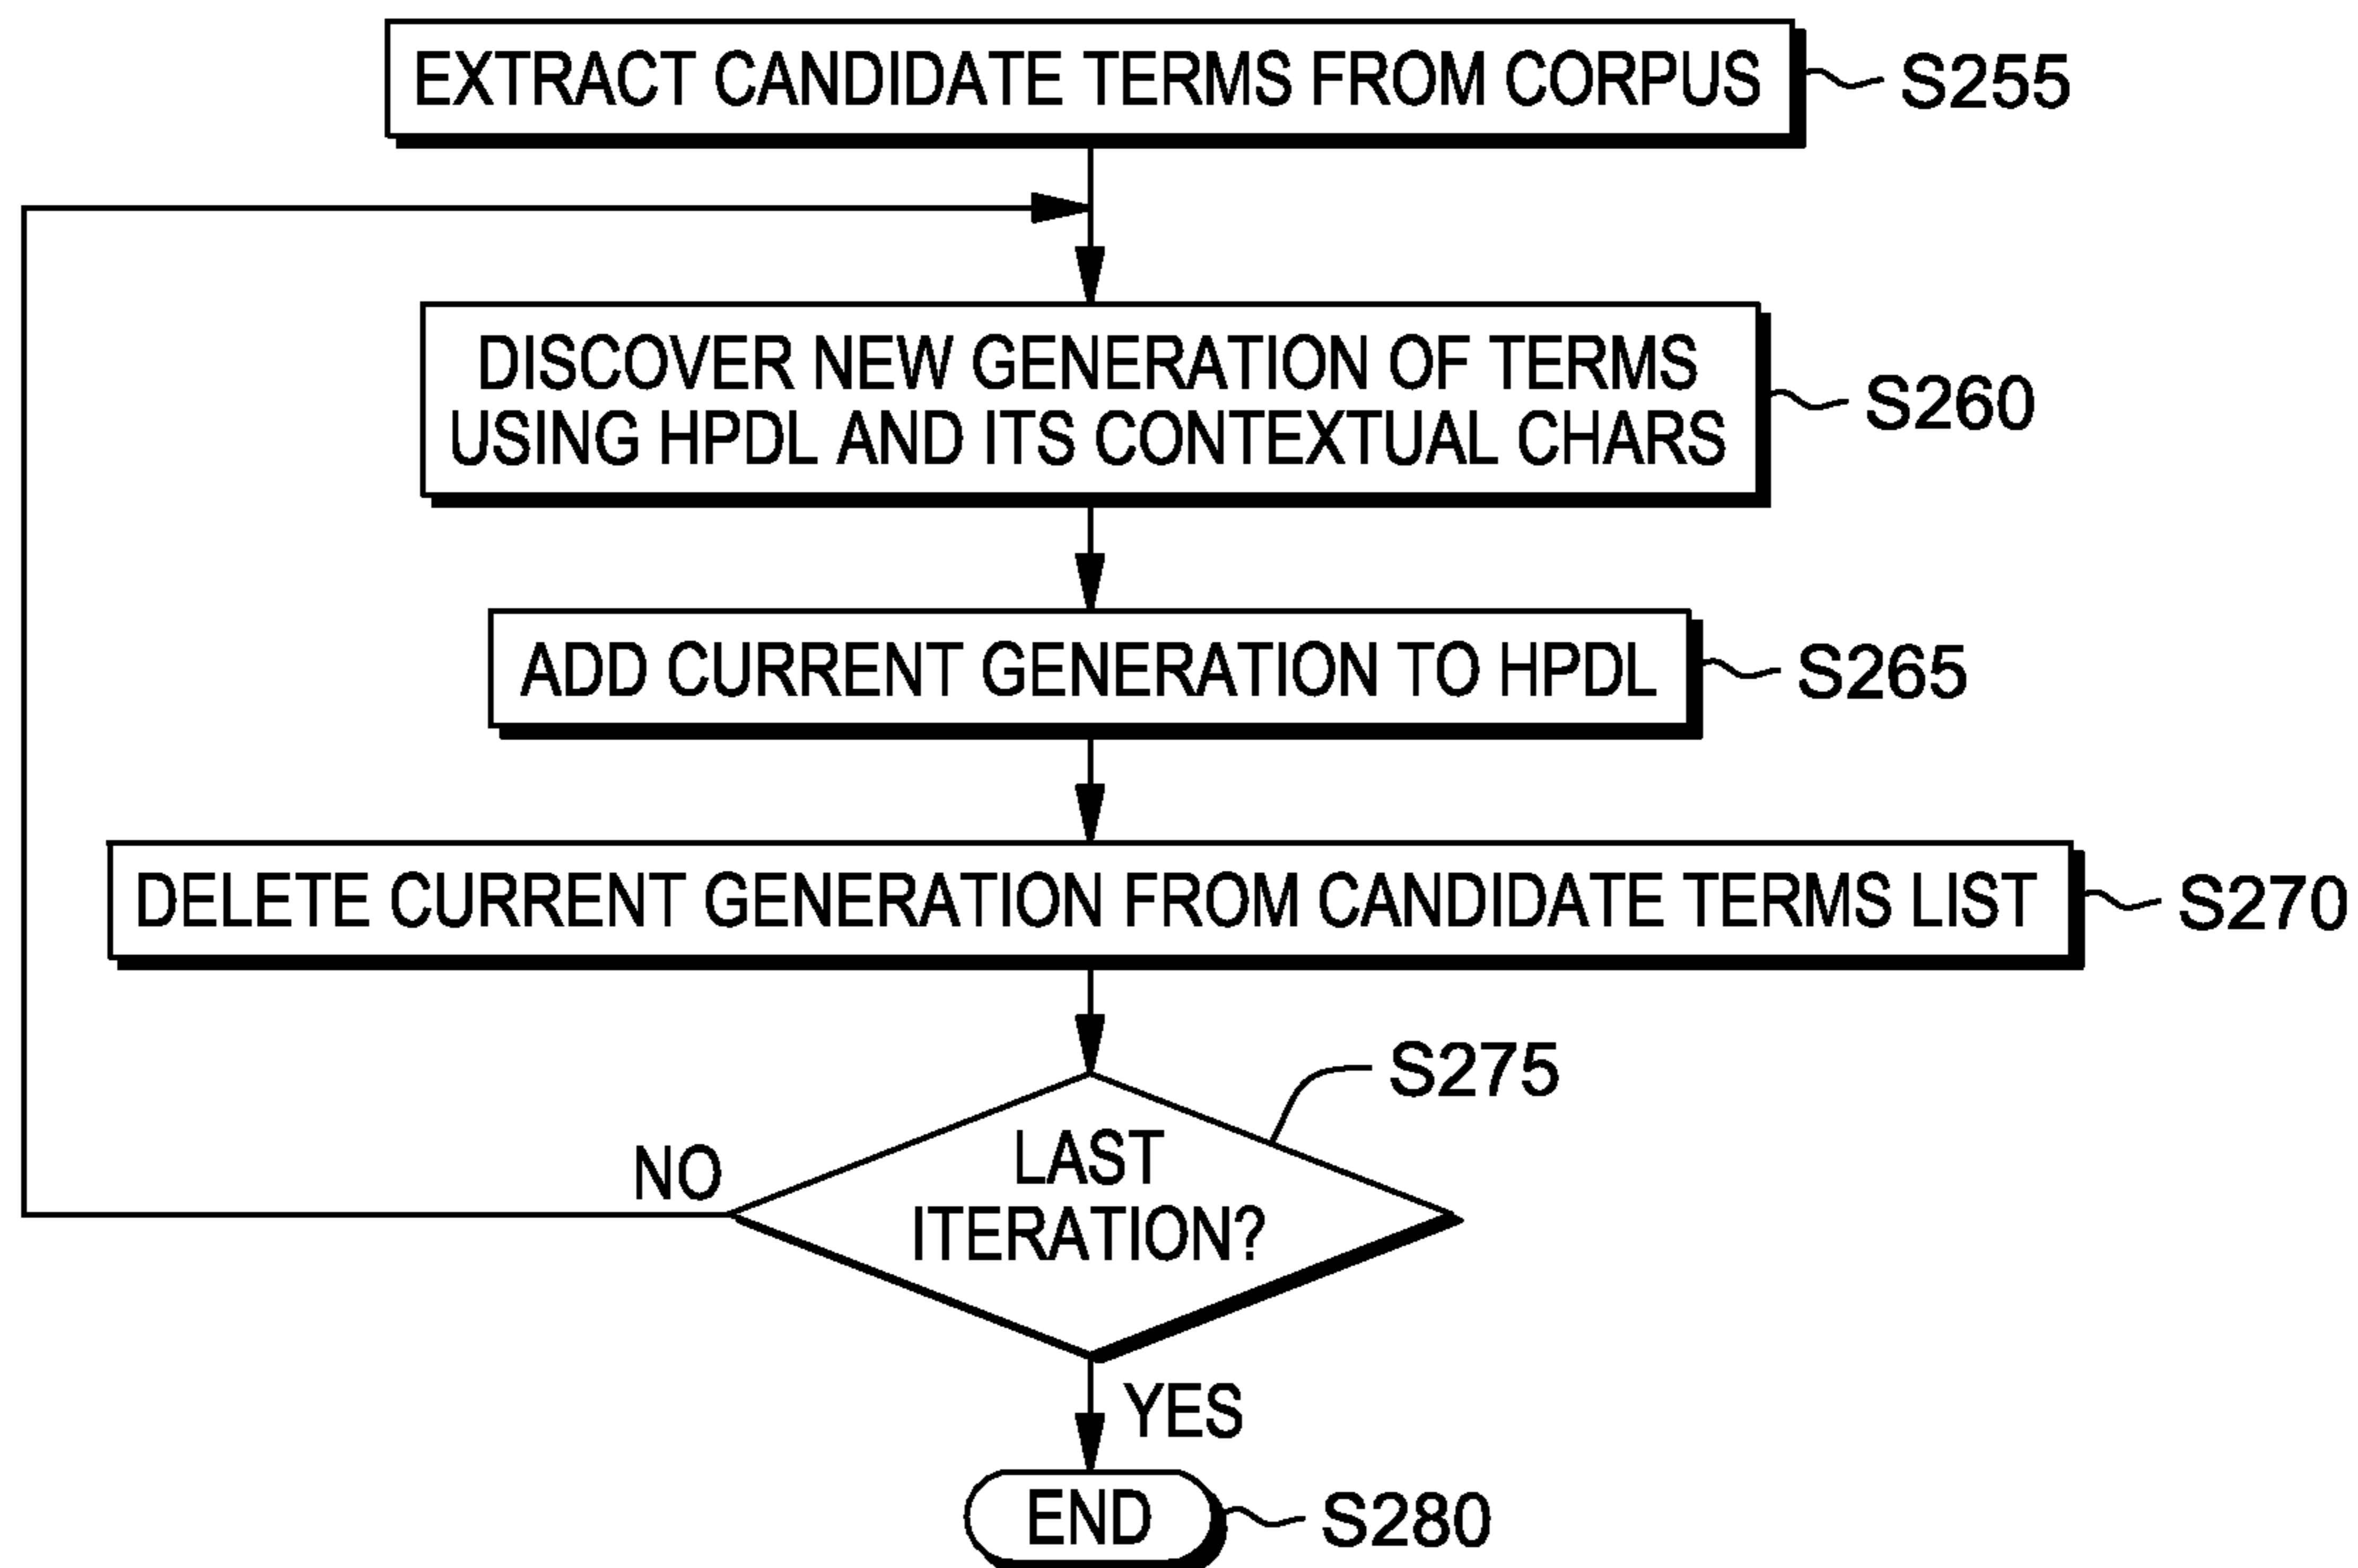 EXTRACT CANDIDATE TERMS FROM CORPUS
S255
DISCOVER NEW GENERATION OF TERMS
USING HPDL AND ITS CONTEXTUAL CHARS
S260
ADD CURRENT GENERATION TO HPDL
S265
DELETE CURRENT GENERATION FROM CANDIDATE TERMS LIST
S270
S275
LAST
ITERATION?
NO
YES
END
S280